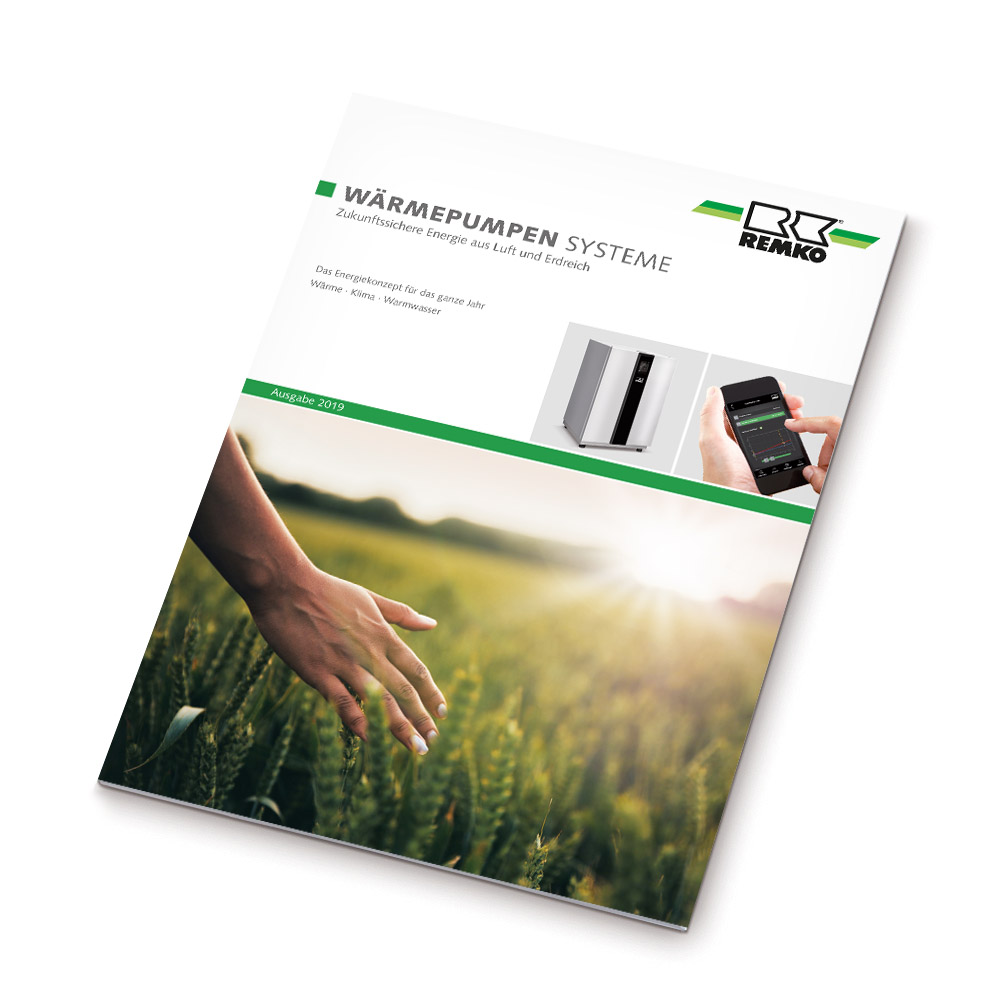 WÄRMEPUMPEN SYSTEME
Zukunftssichere Energie aus Luft und Erdreich
Das Energiekonzept für das ganze Jahr
Wärme · Klima · Warmwasser
REMKO
Ausgabe 2019